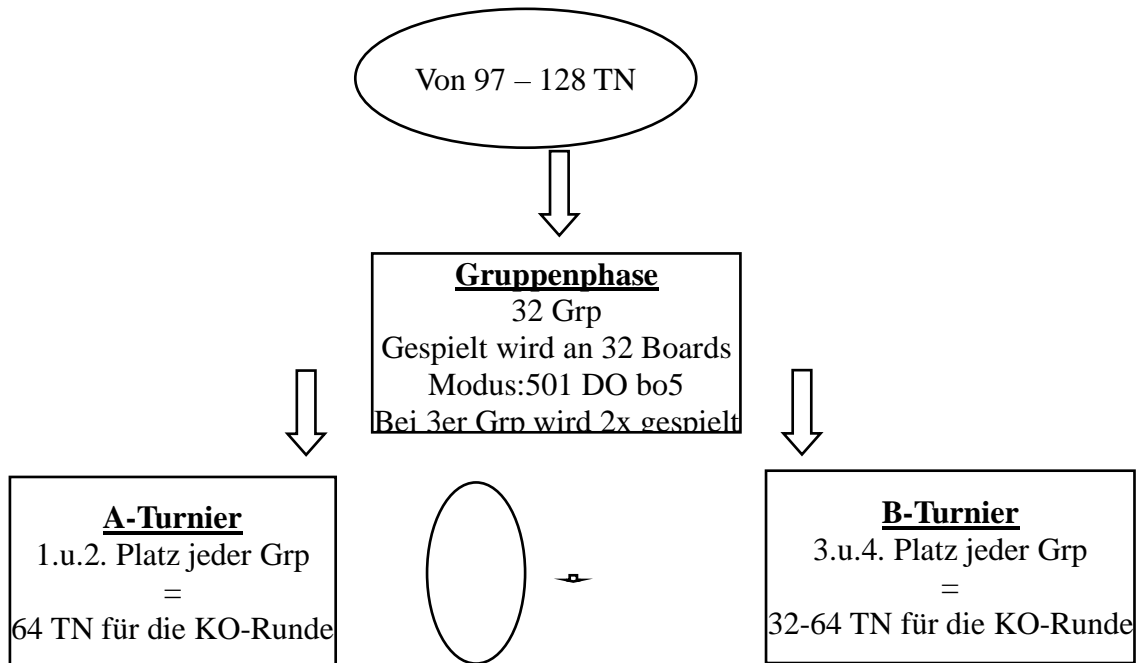 Von 97 – 128 TN
Gruppenphase
32 Grp
Gespielt wird an 32 Boards
Modus:501 DO bo5
Bei 3er Grp wird 2x gespielt
A-Turnier
1.u.2. Platz jeder Grp
=
64 TN für die KO-Runde
B-Turnier
3.u.4. Platz jeder Grp
=
32-64 TN für die KO-Runde